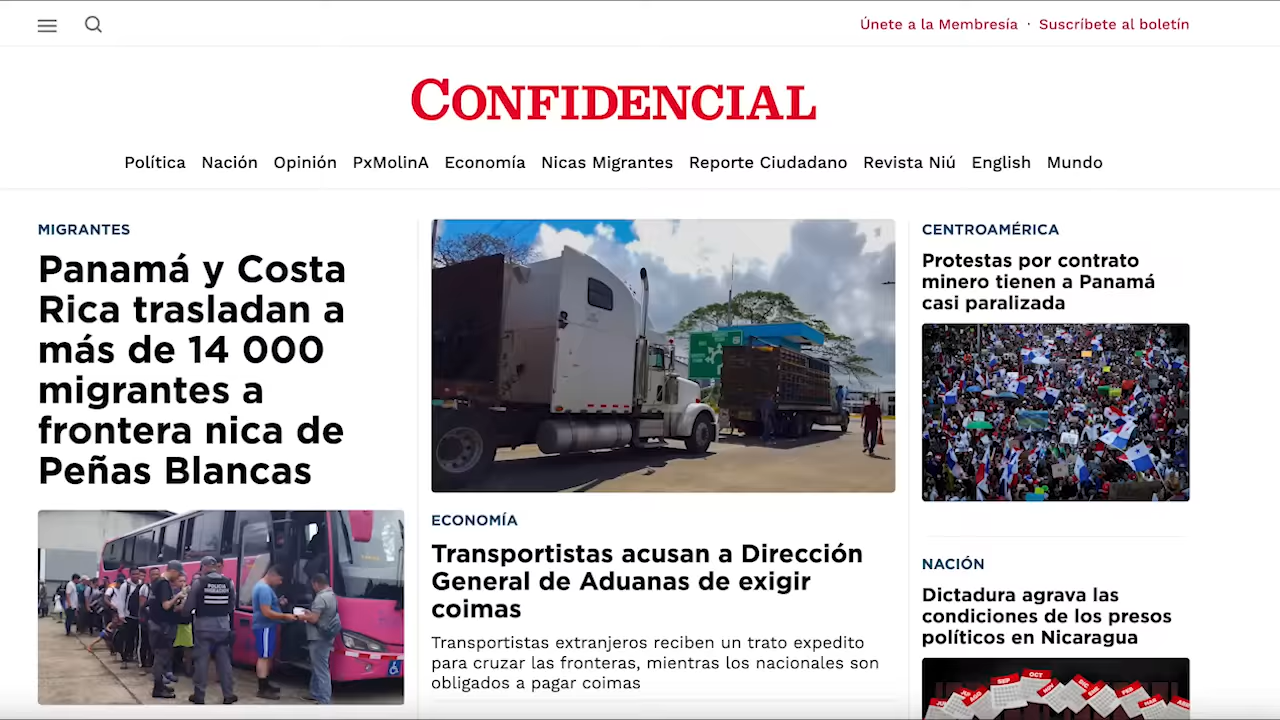 Únete a la Membresía · Suscríbete al boletín
CONFIDENCIAL
Política Nación Opinión PxMolinA Economía Nicas Migrantes Reporte Ciudadano Revista Niú English Mundo
MIGRANTES
Panamá y Costa
Rica trasladan a
más de 14 000
migrantes a
frontera nica de
Peñas Blancas
POLICÍA
ECONOMÍA
Transportistas acusan a Dirección
General de Aduanas de exigir
coimas
Transportistas extranjeros reciben un trato expedito
para cruzar las fronteras, mientras los nacionales son
obligados a pagar coimas
CENTROAMÉRICA
Protestas por contrato
minero tienen a Panamá
casi paralizada
NACIÓN
Dictadura agrava las
condiciones de los presos
políticos en Nicaragua
SEP
OCT
FEB